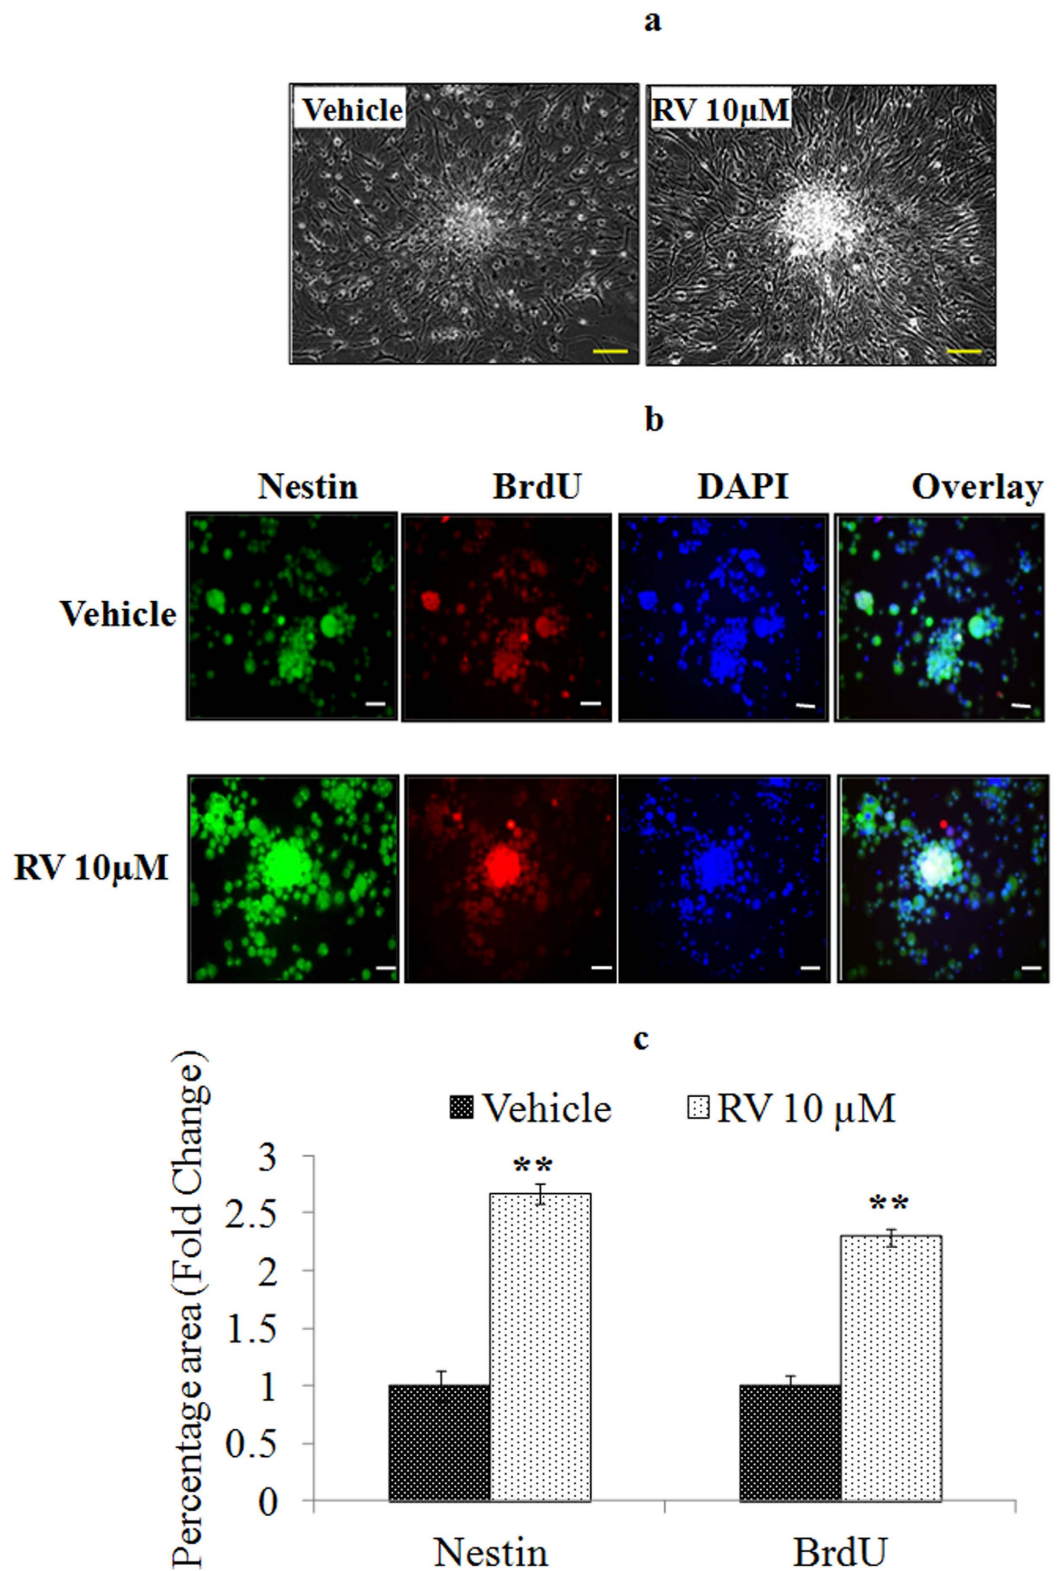 a
Vehicle
RV 10µM
b
Nestin BrdU DAPI Overlay
Vehicle
RV 10µM
c
Vehicle RV 10 µM
Percentage area (Fold Change)
3
2.5
2
1.5
1
0.5
0
** **
Nestin BrdU